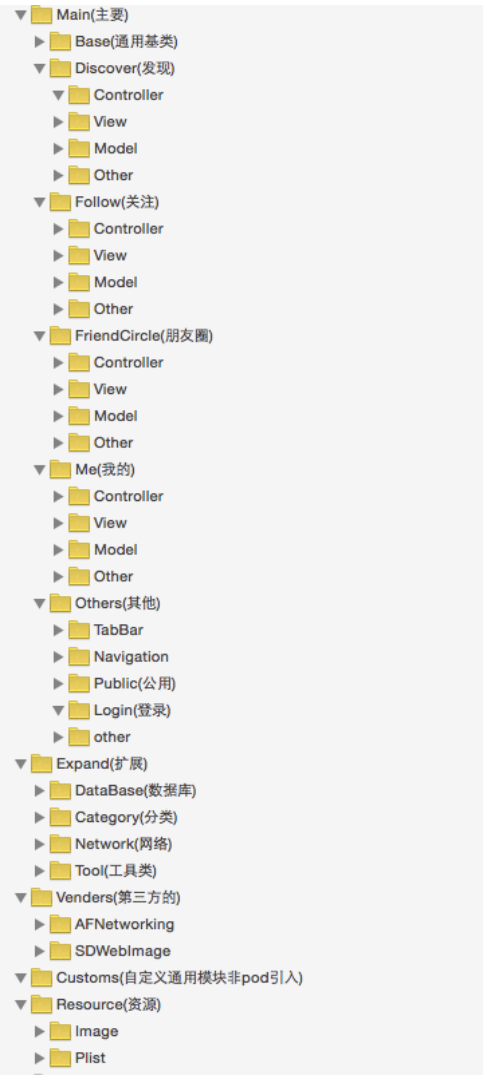 Main(主要)
Base(通用基类)
Discover(发现)
Controller
View
Model
Other
Follow(关注)
Controller
View
Model
Other
FriendCircle(朋友圈)
Controller
View
Model
Other
Me(我的)
Controller
View
Model
Other
Others(其他)
TabBar
Navigation
Public(公用)
Login(登录)
other
Expand(扩展)
DataBase(数据库)
Category(分类)
Network(网络)
Tool(工具类)
Venders(第三方的)
AFNetworking
SDWebImage
Customs(自定义通用模块非pod引入)
Resource(资源)
Image
Plist